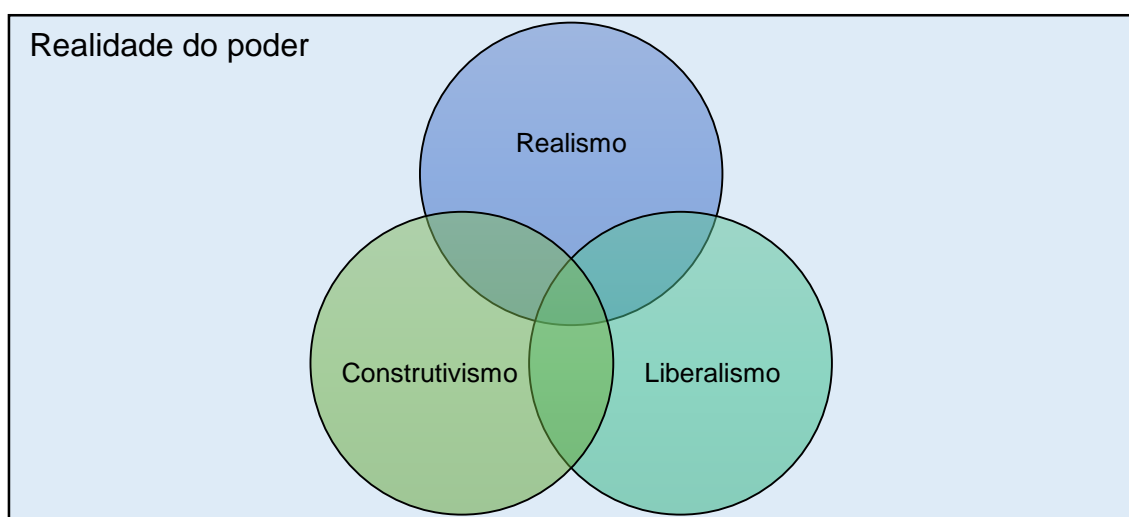 Realidade do poder
Realismo
Construtivismo
Liberalismo